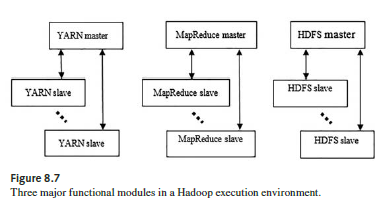 YARN master
MapReduce master
HDFS master
YARN slave
MapReduce slave
HDFS slave
YARN slave
MapReduce slave
HDFS slave
Figure 8.7
Three major functional modules in a Hadoop execution environment.